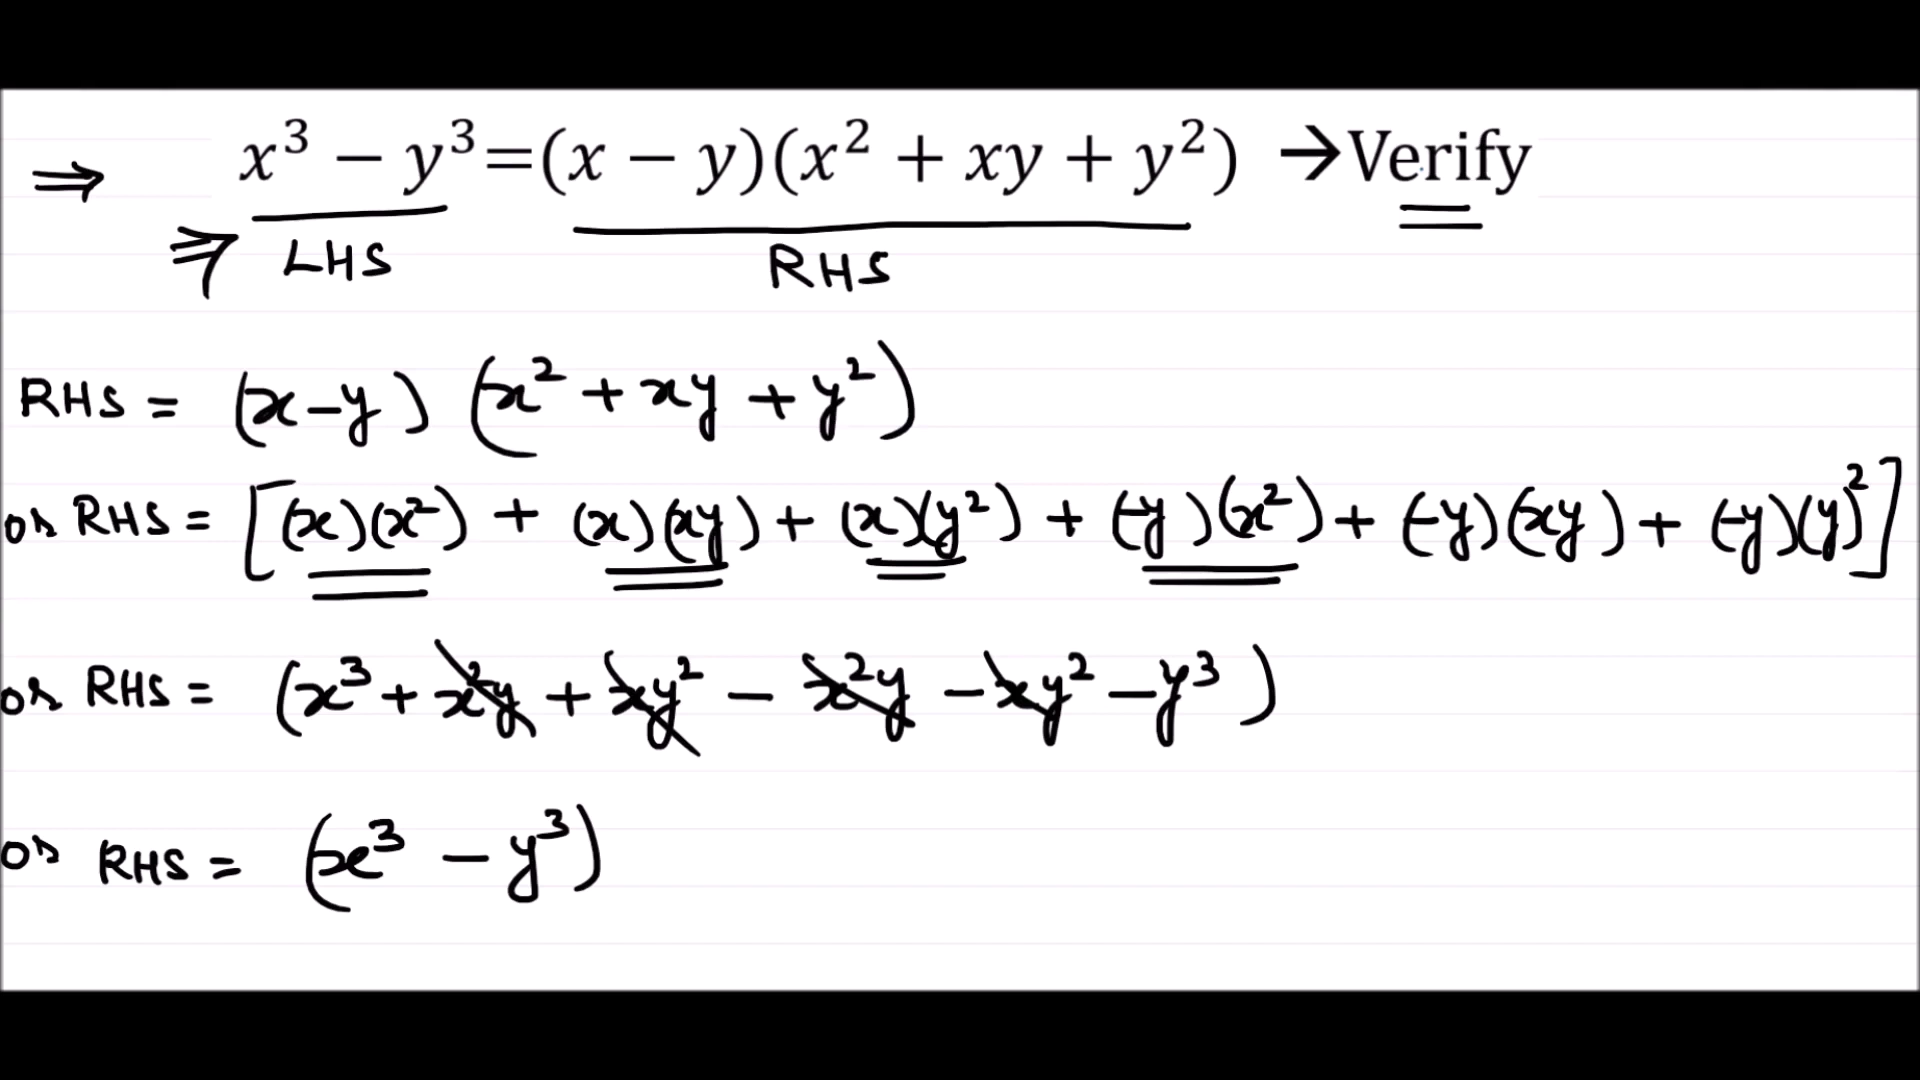 ⇒ x³ − y³=(x − y)(x² + xy + y²) →Verify
⇒ LHS RHS
RHS = (x−y) (x² + xy + y²)
or RHS = [(x)(x²) + (x)(xy) + (x)(y²) + (−y)(x²) + (−y)(xy) + (−y)(y)²]
or RHS = (x³ + x²y + xy² − x²y − xy² − y³)
or RHS = (x³ − y³)